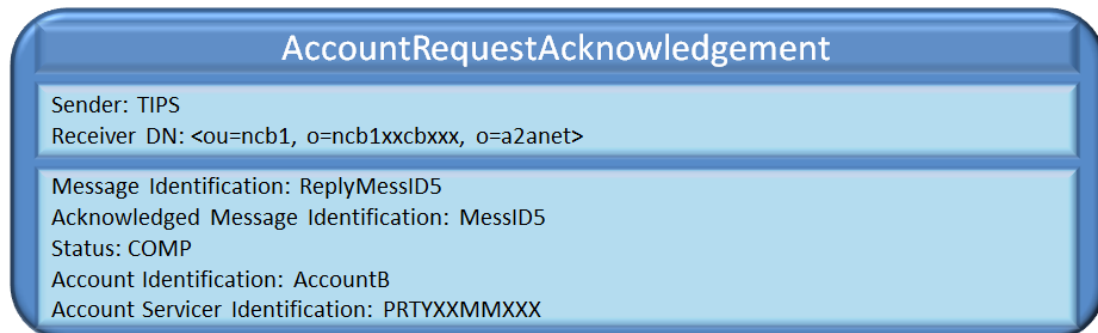 AccountRequestAcknowledgement
Sender: TIPS
Receiver DN: <ou=ncb1, o=ncb1xxcbxxx, o=a2anet>
Message Identification: ReplyMessID5
Acknowledged Message Identification: MessID5
Status: COMP
Account Identification: AccountB
Account Servicer Identification: PRTYXXMMXXX